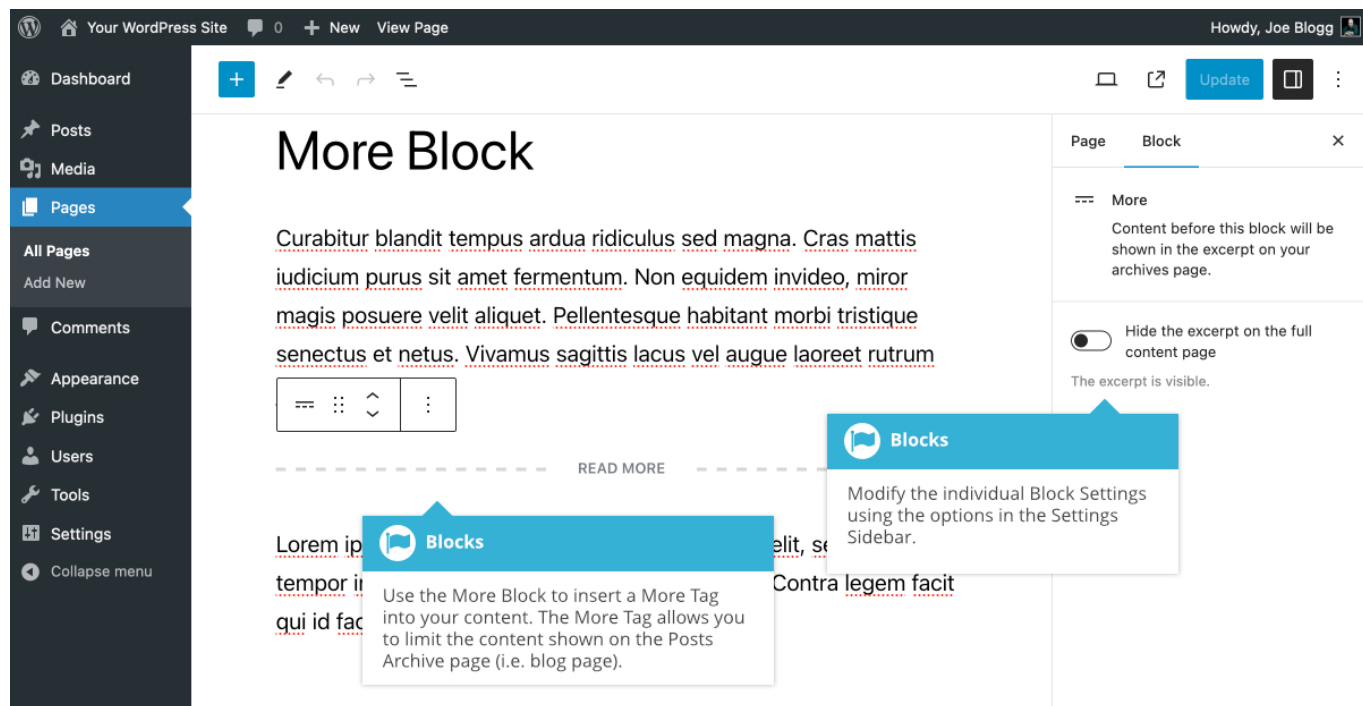 Your WordPress Site 0 + New View Page Howdy, Joe Blogg
Dashboard
Posts
Media
Pages
All Pages
Add New
Comments
Appearance
Plugins
Users
Tools
Settings
Collapse menu
Update
More Block
Curabitur blandit tempus ardua ridiculus sed magna. Cras mattis
iudicium purus sit amet fermentum. Non equidem invideo, miror
magis posuere velit aliquet. Pellentesque habitant morbi tristique
senectus et netus. Vivamus sagittis lacus vel augue laoreet rutrum
READ MORE
Lorem ip elit, se
tempor in Contra legem facit
qui id fac
Blocks
Use the More Block to insert a More Tag
into your content. The More Tag allows you
to limit the content shown on the Posts
Archive page (i.e. blog page).
Page Block
More
Content before this block will be
shown in the excerpt on your
archives page.
Hide the excerpt on the full
content page
The excerpt is visible.
Blocks
Modify the individual Block Settings
using the options in the Settings
Sidebar.